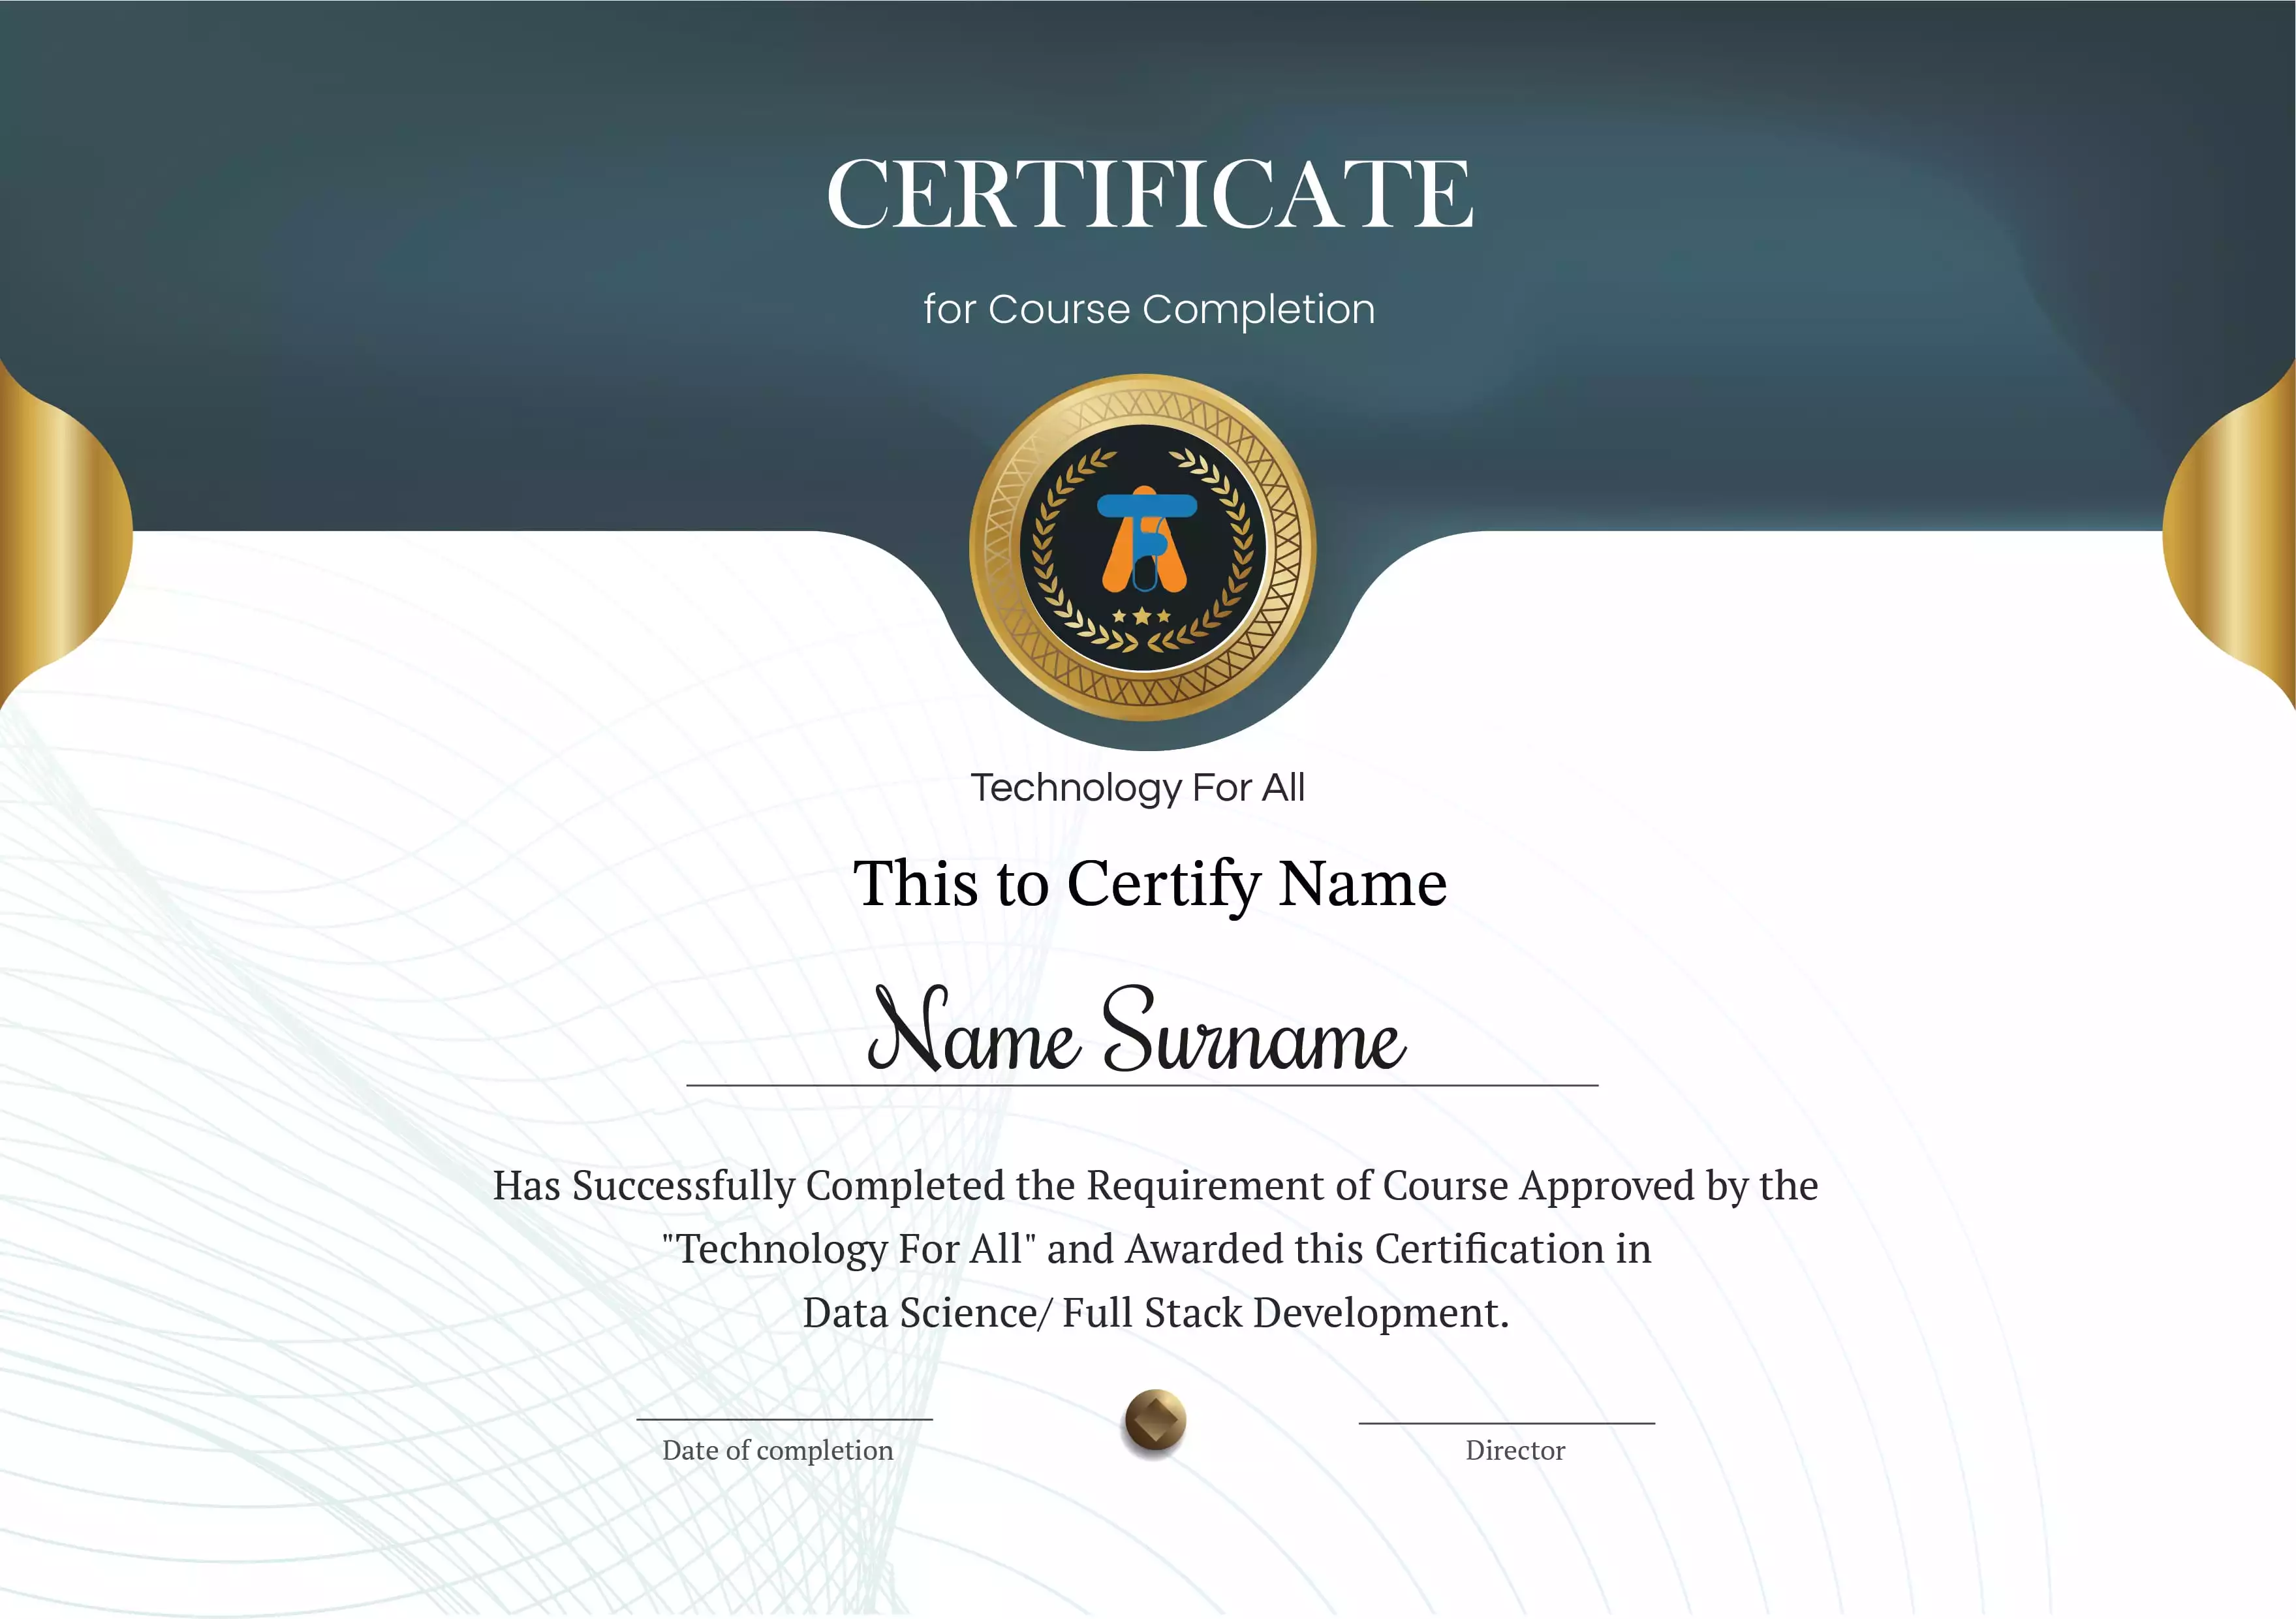 CERTIFICATE
for Course Completion
Technology For All
This to Certify Name
Name Surname
Has Successfully Completed the Requirement of Course Approved by the
"Technology For All" and Awarded this Certification in
Data Science/ Full Stack Development.
Date of completion
Director